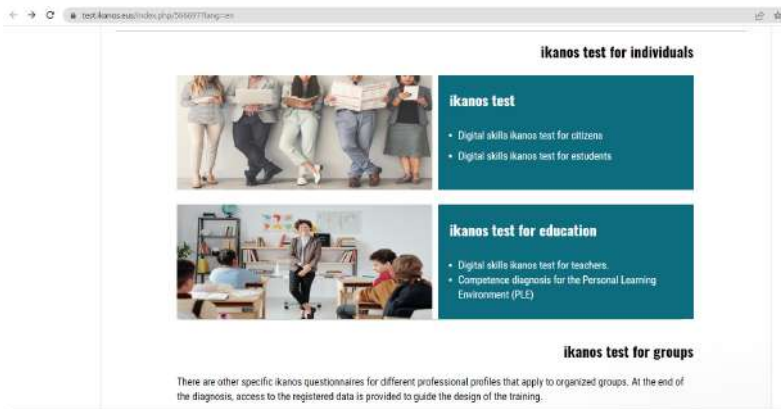 test.ikanos.eus/index.php/566697?lang=en
ikanos test for individuals
ikanos test
• Digital skills ikanos test for citizens
• Digital skills ikanos test for estudents
ikanos test for education
• Digital skills ikanos test for teachers.
• Competence diagnosis for the Personal Learning
Environment (PLE)
ikanos test for groups
There are other specific ikanos questionnaires for different professional profiles that apply to organized groups. At the end of
the diagnosis, access to the registered data is provided to guide the design of the training.